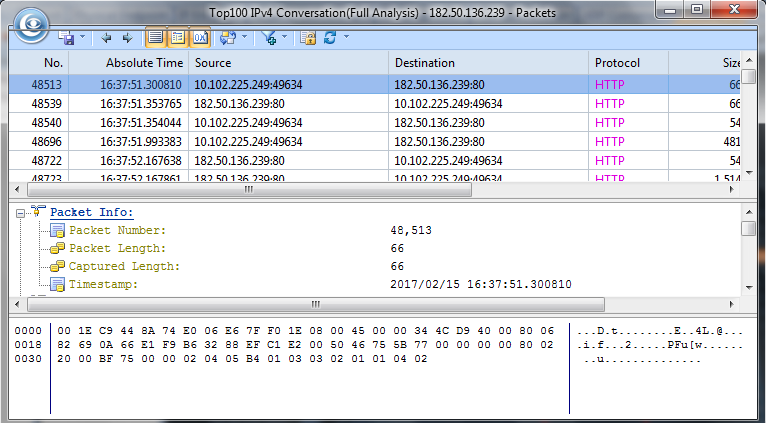 Top100 IPv4 Conversation(Full Analysis) - 182.50.136.239 - Packets
No. Absolute Time Source Destination Protocol Size
48513 16:37:51.300810 10.102.225.249:49634 182.50.136.239:80 HTTP 66
48539 16:37:51.353765 182.50.136.239:80 10.102.225.249:49634 HTTP 66
48540 16:37:51.354044 10.102.225.249:49634 182.50.136.239:80 HTTP 54
48696 16:37:51.993383 10.102.225.249:49634 182.50.136.239:80 HTTP 481
48722 16:37:52.167638 182.50.136.239:80 10.102.225.249:49634 HTTP 54
48723 16:37:52.167861 182.50.136.239:80 10.102.225.249:49634 HTTP 1,514
Packet Info:
Packet Number: 48,513
Packet Length: 66
Captured Length: 66
Timestamp: 2017/02/15 16:37:51.300810
0000 00 1E C9 44 8A 74 E0 06 E6 7F F0 1E 08 00 45 00 00 34 4C D9 40 00 80 06 ...D.t........E..4L.@...
0018 82 69 0A 66 E1 F9 B6 32 88 EF C1 E2 00 50 46 75 5B 77 00 00 00 00 80 02 .i.f...2.....PFu[w......
0030 20 00 BF 75 00 00 02 04 05 B4 01 03 03 02 01 01 04 02 ..u..............